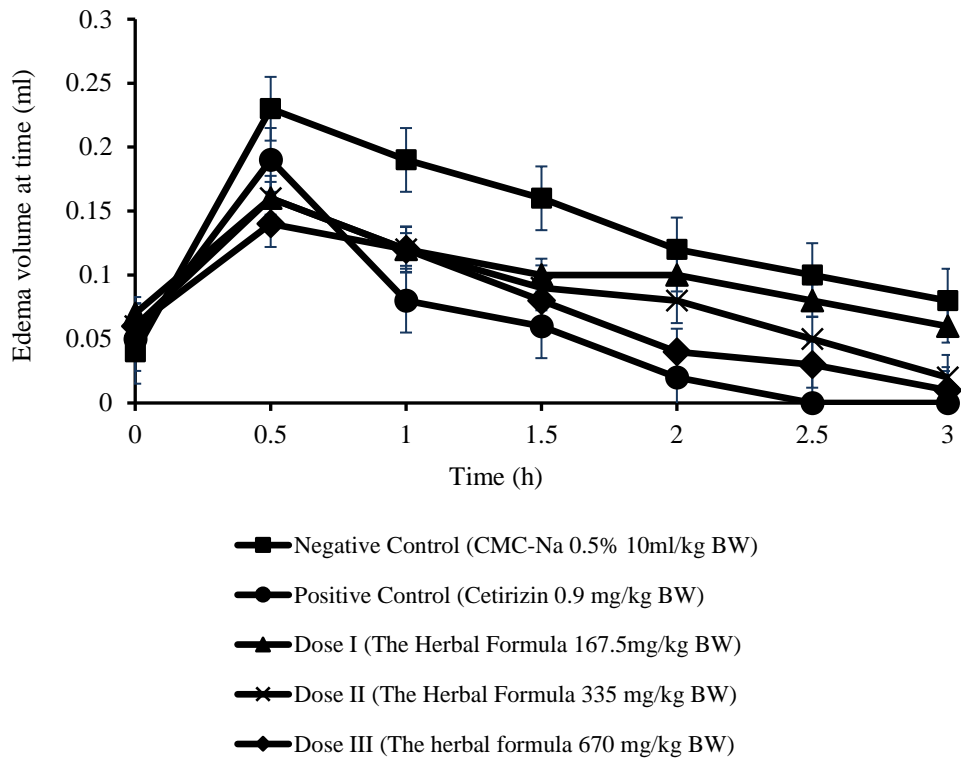 0.3
0.25
0.2
0.15
0.1
0.05
0
Edema volume at time (ml)
0 0.5 1 1.5 2 2.5 3
Time (h)
Negative Control (CMC-Na 0.5% 10ml/kg BW)
Positive Control (Cetirizin 0.9 mg/kg BW)
Dose I (The Herbal Formula 167.5mg/kg BW)
Dose II (The Herbal Formula 335 mg/kg BW)
Dose III (The herbal formula 670 mg/kg BW)